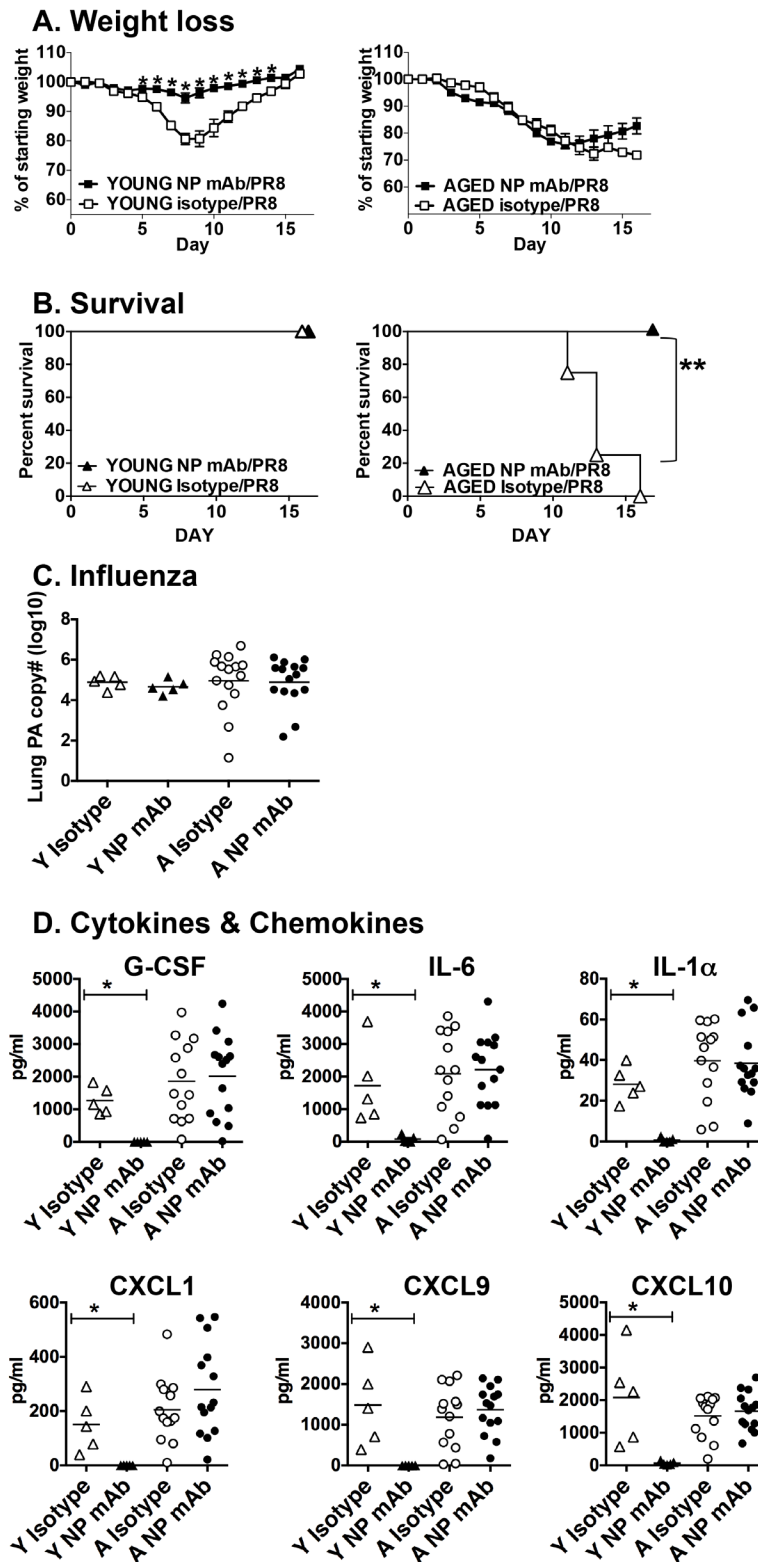 A. Weight loss
% of starting weight
110
100
90
80
70
60
* * * * * * * * * *
YOUNG NP mAb/PR8
YOUNG isotype/PR8
0 5 10 15
Day
% of starting weight
110
100
90
80
70
60
AGED NP mAb/PR8
AGED isotype/PR8
0 5 10 15
Day
B. Survival
Percent survival
100
80
60
40
20
0
YOUNG NP mAb/PR8
YOUNG Isotype/PR8
0 5 10 15
DAY
Percent survival
100
80
60
40
20
0
**
AGED NP mAb/PR8
AGED Isotype/PR8
0 5 10 15
DAY
C. Influenza
Lung PA copy# (log10)
8
6
4
2
0
Y Isotype
Y NP mAb
A Isotype
A NP mAb
D. Cytokines & Chemokines
G-CSF
pg/ml
5000
4000
3000
2000
1000
0
*
Y Isotype
Y NP mAb
A Isotype
A NP mAb
IL-6
pg/ml
5000
4000
3000
2000
1000
0
*
Y Isotype
Y NP mAb
A Isotype
A NP mAb
IL-1α
pg/ml
80
60
40
20
0
*
Y Isotype
Y NP mAb
A Isotype
A NP mAb
CXCL1
pg/ml
600
400
200
0
*
Y Isotype
Y NP mAb
A Isotype
A NP mAb
CXCL9
pg/ml
4000
3000
2000
1000
0
*
Y Isotype
Y NP mAb
A Isotype
A NP mAb
CXCL10
pg/ml
5000
4000
3000
2000
1000
0
*
Y Isotype
Y NP mAb
A Isotype
A NP mAb